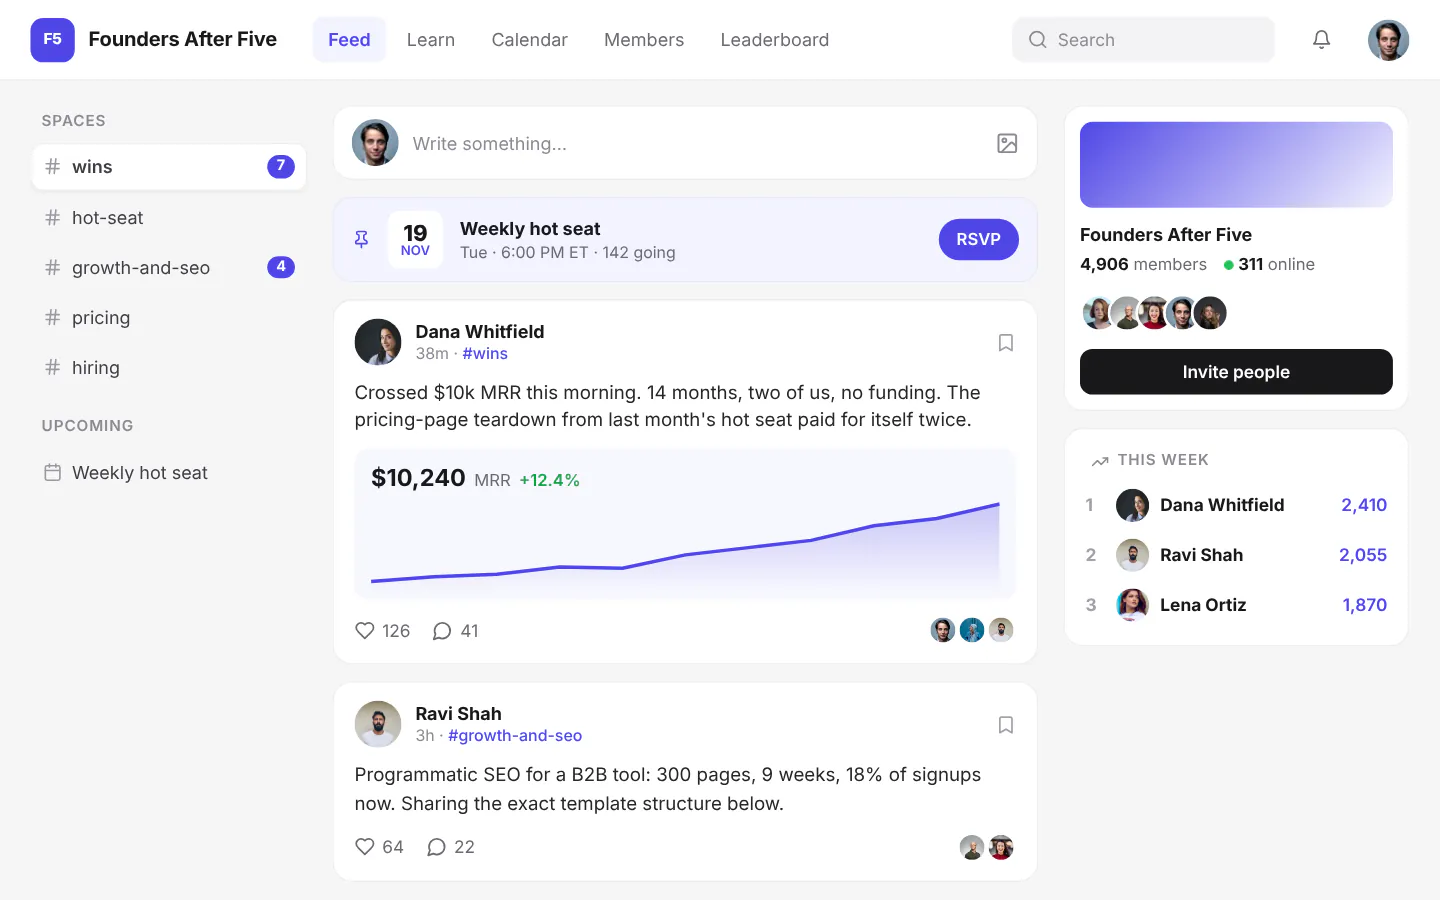 F5 Founders After Five Feed Learn Calendar Members Leaderboard Search
SPACES
# wins 7
# hot-seat
# growth-and-seo 4
# pricing
# hiring
UPCOMING
Weekly hot seat
Write something...
19
NOV
Weekly hot seat
Tue · 6:00 PM ET · 142 going
RSVP
Dana Whitfield
38m · #wins
Crossed $10k MRR this morning. 14 months, two of us, no funding. The
pricing-page teardown from last month's hot seat paid for itself twice.
$10,240 MRR +12.4%
126 41
Ravi Shah
3h · #growth-and-seo
Programmatic SEO for a B2B tool: 300 pages, 9 weeks, 18% of signups
now. Sharing the exact template structure below.
64 22
Founders After Five
4,906 members 311 online
Invite people
THIS WEEK
1 Dana Whitfield 2,410
2 Ravi Shah 2,055
3 Lena Ortiz 1,870